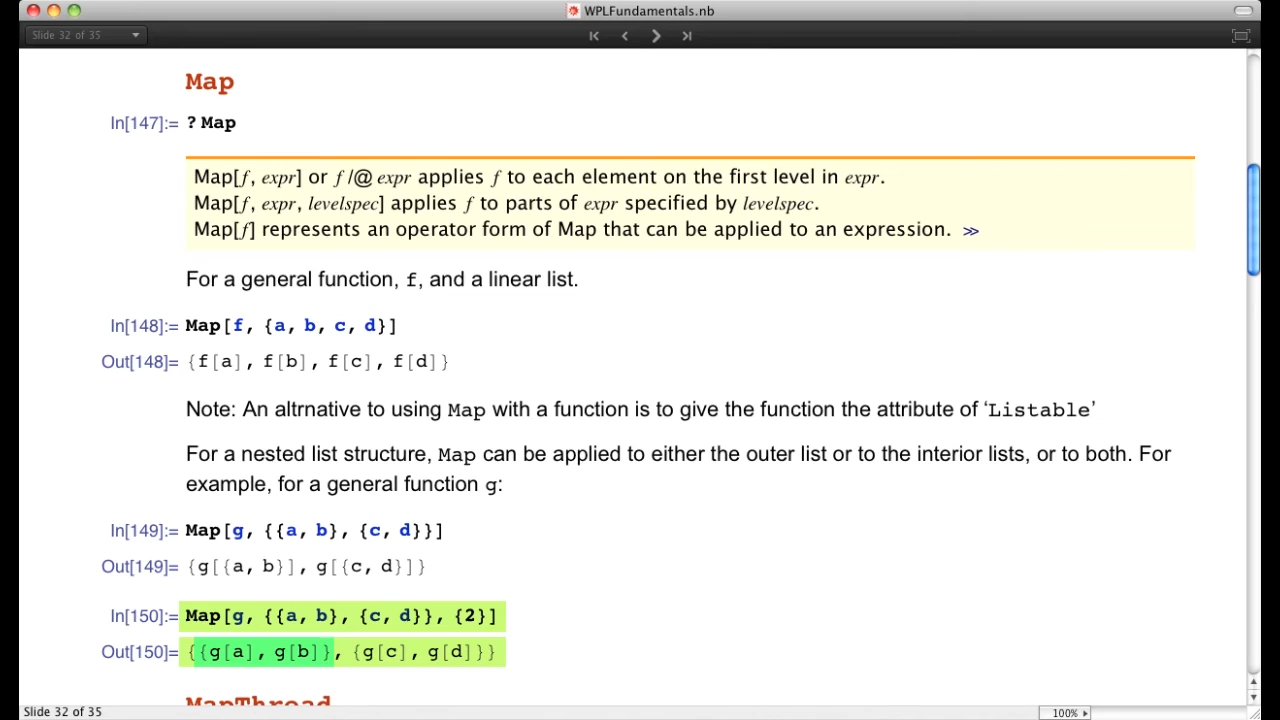 WPLFundamentals.nb
Slide 32 of 35
Map
In[147]:= ? Map
Map[f, expr] or f /@ expr applies f to each element on the first level in expr.
Map[f, expr, levelspec] applies f to parts of expr specified by levelspec.
Map[f] represents an operator form of Map that can be applied to an expression. ≫
For a general function, f, and a linear list.
In[148]:= Map[f, {a, b, c, d}]
Out[148]= {f[a], f[b], f[c], f[d]}
Note: An altrnative to using Map with a function is to give the function the attribute of ‘Listable’
For a nested list structure, Map can be applied to either the outer list or to the interior lists, or to both. For
example, for a general function g:
In[149]:= Map[g, {{a, b}, {c, d}}]
Out[149]= {g[{a, b}], g[{c, d}]}
In[150]:= Map[g, {{a, b}, {c, d}}, {2}]
Out[150]= {{g[a], g[b]}, {g[c], g[d]}}
MapThread
Slide 32 of 35
100%